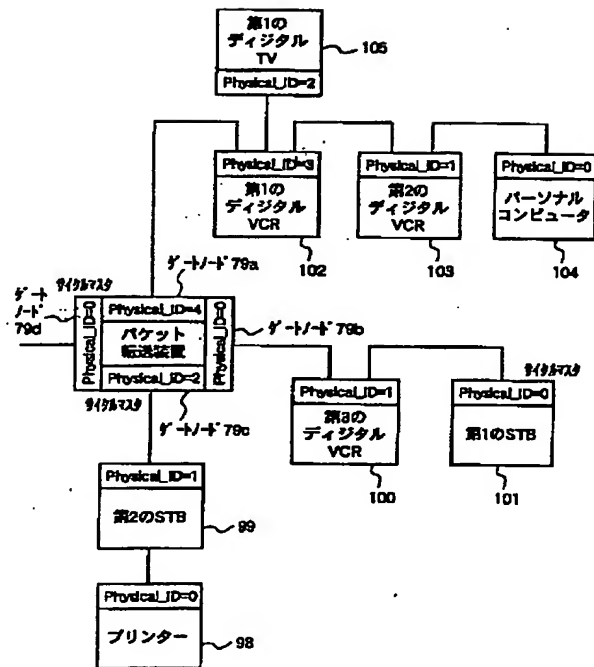 第1の
ディジタル
TV
105
Physical_ID=2
Physical_ID=3
第1の
ディジタル
VCR
102
Physical_ID=1
第2の
ディジタル
VCR
103
Physical_ID=0
パーソナル
コンピュータ
104
ゲートノード79a
サイクルマスタ
ゲート
ノード
79d
Physical_ID=0
Physical_ID=4
パケット
転送装置
Physical_ID=2
Physical_ID=0
ゲートノード79b
サイクルマスタ
ゲートノード79c
Physical_ID=1
第3の
ディジタル
VCR
100
サイクルマスタ
Physical_ID=0
第1のSTB
101
Physical_ID=1
第2のSTB
99
Physical_ID=0
プリンター
98